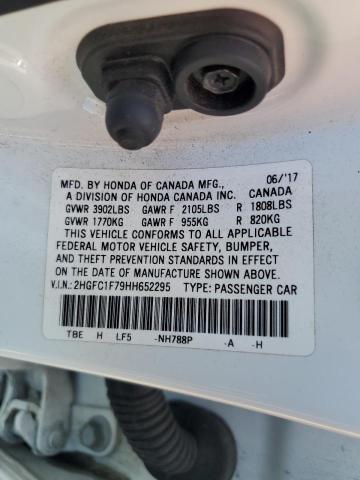 MFD. BY HONDA OF CANADA MFG., 06/'17
A DIVISION OF HONDA CANADA INC. CANADA
GVWR 3902LBS GAWR F 2105LBS R 1808LBS
GVWR 1770KG GAWR F 955KG R 820KG
THIS VEHICLE CONFORMS TO ALL APPLICABLE
FEDERAL MOTOR VEHICLE SAFETY, BUMPER,
AND THEFT PREVENTION STANDARDS IN EFFECT
ON THE DATE OF MANUFACTURE SHOWN ABOVE.
V.I.N.: 2HGFC1F79HH652295 TYPE: PASSENGER CAR
TBE H LF5 -NH788P -A -H